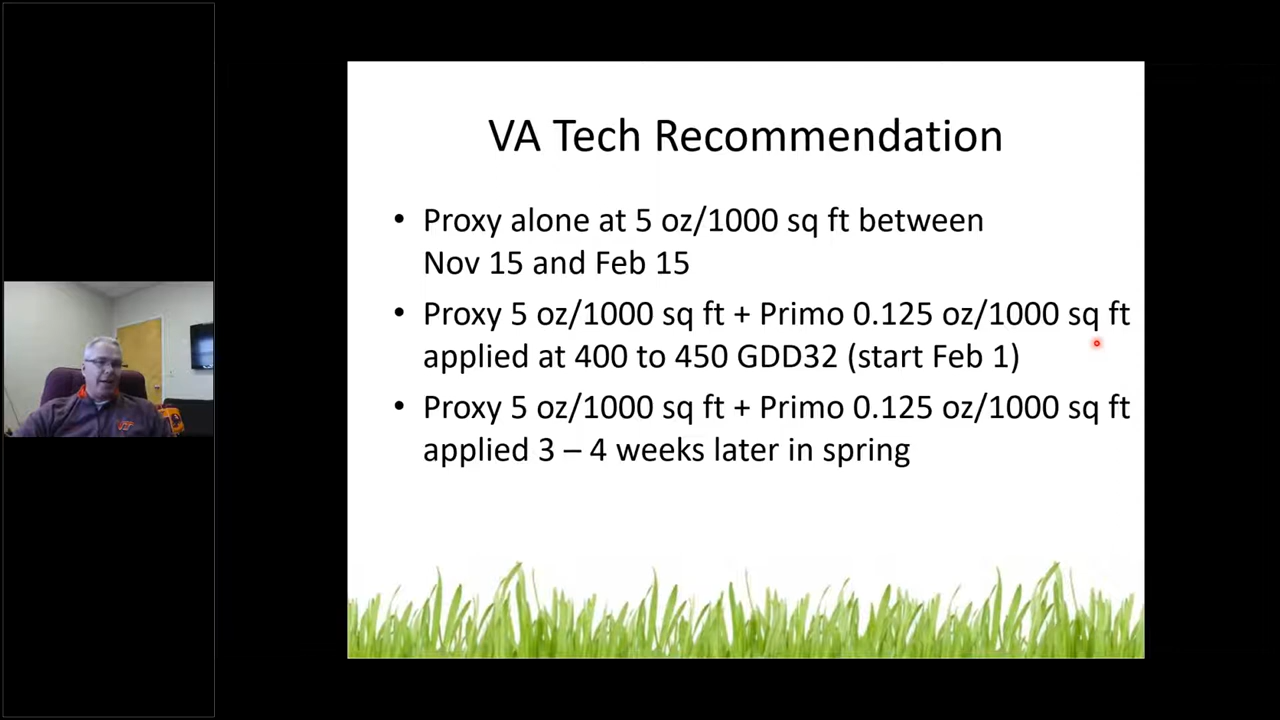 VA Tech Recommendation
• Proxy alone at 5 oz/1000 sq ft between
Nov 15 and Feb 15
• Proxy 5 oz/1000 sq ft + Primo 0.125 oz/1000 sq ft
applied at 400 to 450 GDD32 (start Feb 1)
• Proxy 5 oz/1000 sq ft + Primo 0.125 oz/1000 sq ft
applied 3 – 4 weeks later in spring
VT